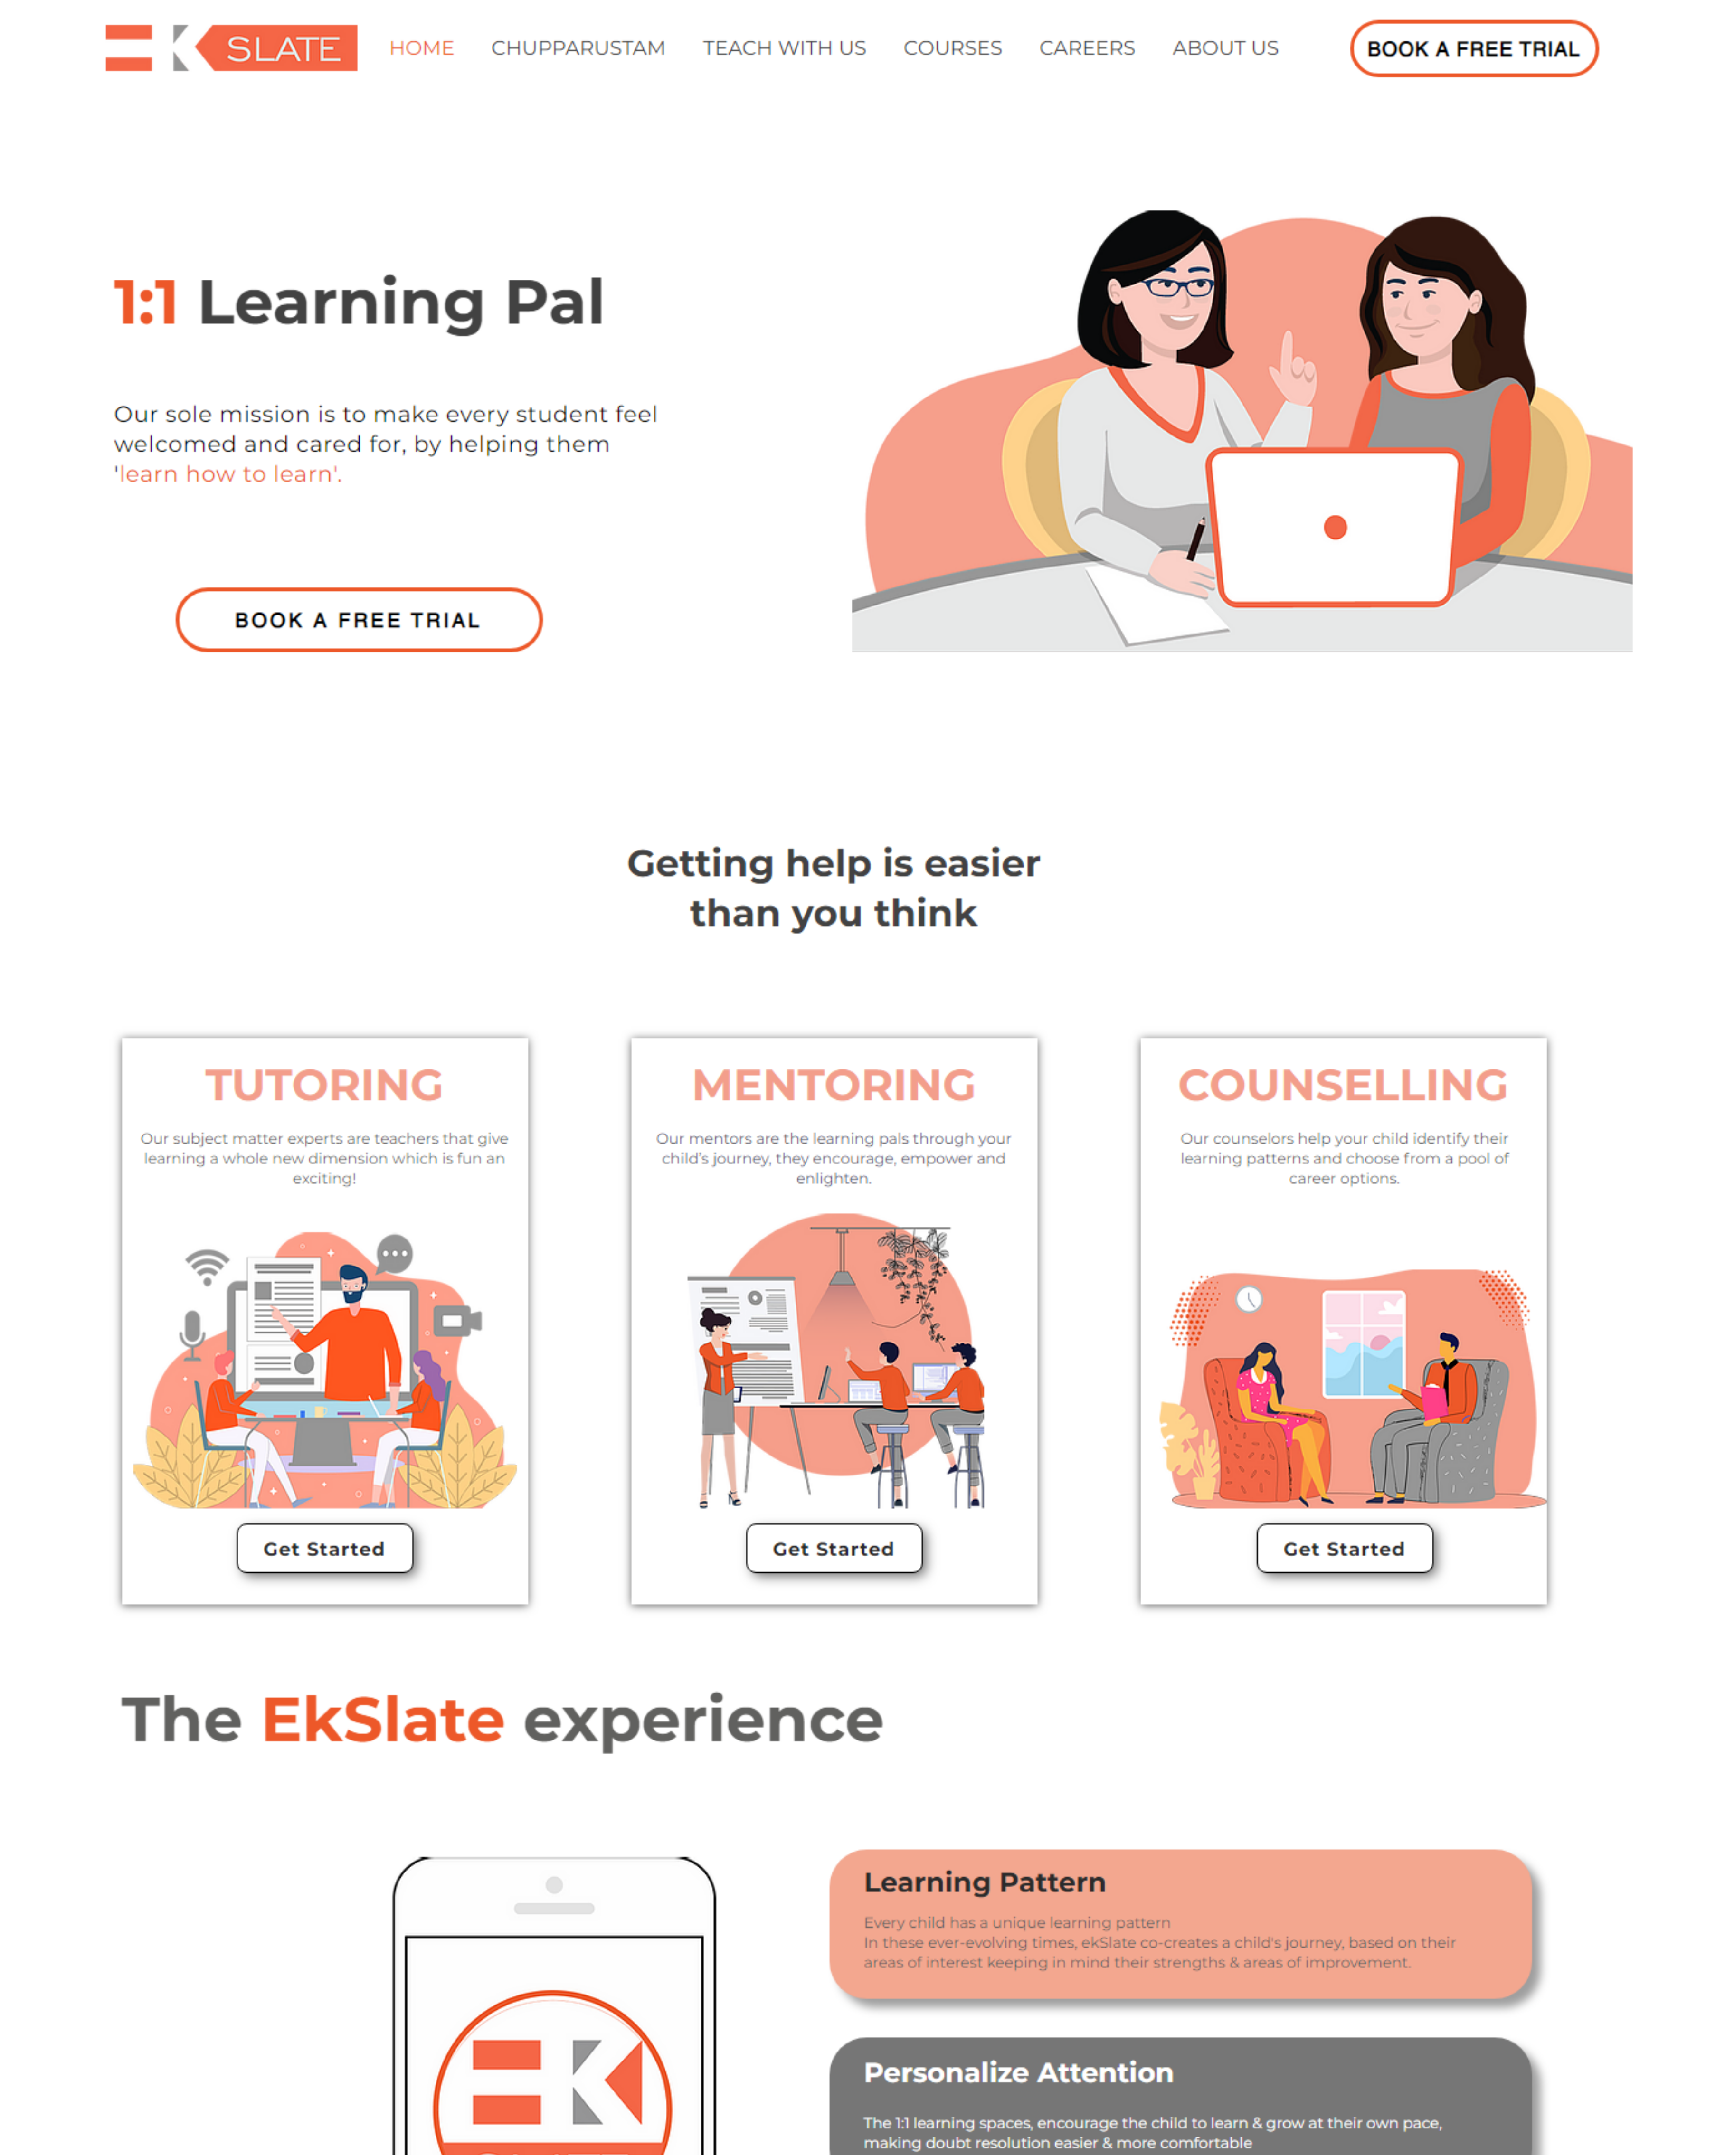 EK SLATE HOME CHUPPARUSTAM TEACH WITH US COURSES CAREERS ABOUT US BOOK A FREE TRIAL
1:1 Learning Pal
Our sole mission is to make every student feel
welcomed and cared for, by helping them
'learn how to learn'.
BOOK A FREE TRIAL
Getting help is easier
than you think
TUTORING
Our subject matter experts are teachers that give
learning a whole new dimension which is fun an
exciting!
Get Started
MENTORING
Our mentors are the learning pals through your
child's journey, they encourage, empower and
enlighten.
Get Started
COUNSELLING
Our counselors help your child identify their
learning patterns and choose from a pool of
career options.
Get Started
The EkSlate experience
EK
Learning Pattern
Every child has a unique learning pattern
In these ever-evolving times, ekSlate co-creates a child's journey, based on their
areas of interest keeping in mind their strengths & areas of improvement.
Personalize Attention
The 1:1 learning spaces, encourage the child to learn & grow at their own pace,
making doubt resolution easier & more comfortable